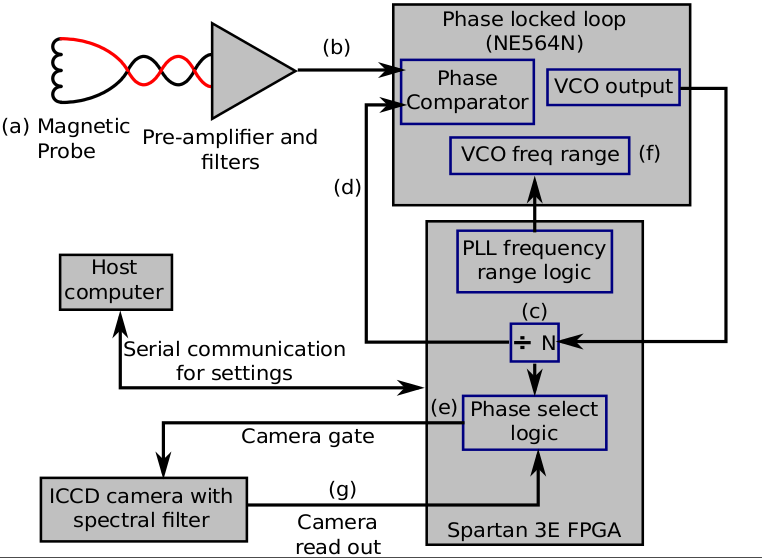 Phase locked loop
(NE564N)
(b)
Phase
Comparator
VCO output
(a) Magnetic
Probe
Pre-amplifier and
filters
VCO freq range
(f)
(d)
PLL frequency
range logic
Host
computer
(c)
÷ N
Serial communication
for settings
(e)
Phase select
logic
Camera gate
ICCD camera with
spectral filter
(g)
Camera
read out
Spartan 3E FPGA